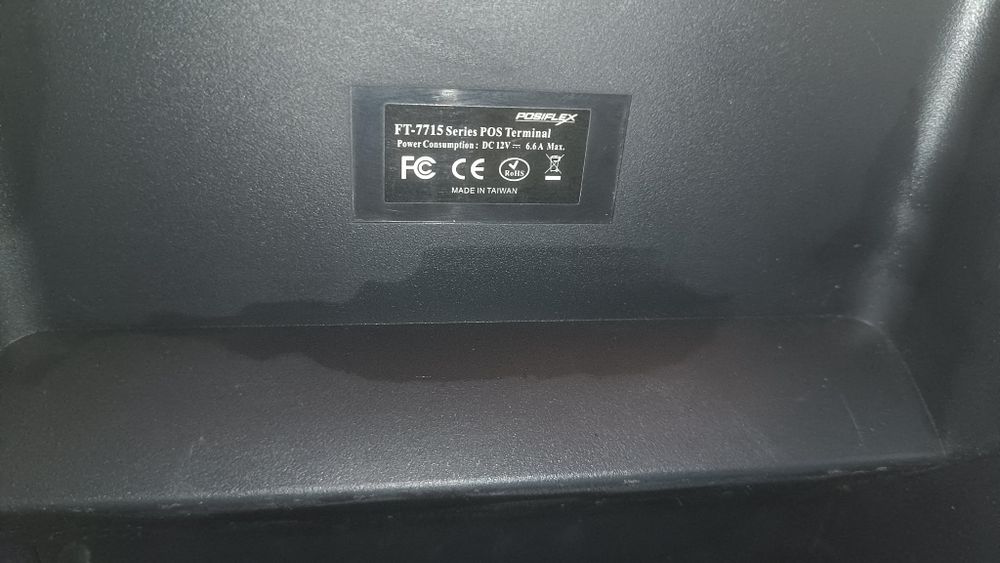 POSIFLEX
FT-7715 Series POS Terminal
Power Consumption : DC 12V ⎓ 6.6A Max.
FC CE RoHS
MADE IN TAIWAN